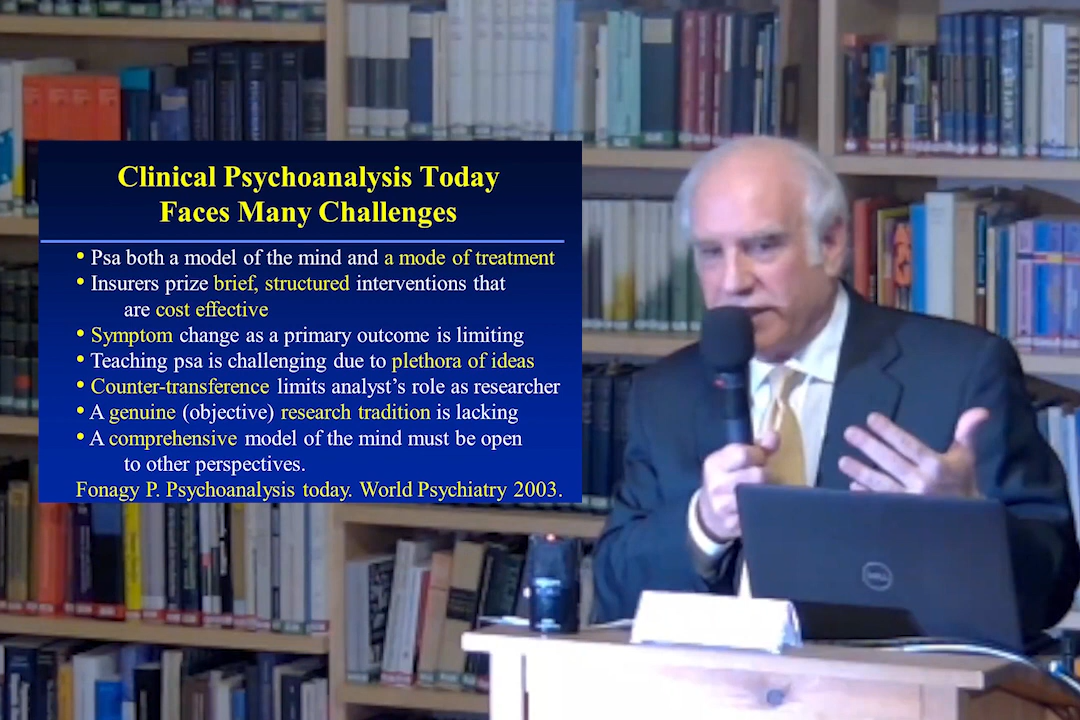 Clinical Psychoanalysis Today
Faces Many Challenges
• Psa both a model of the mind and a mode of treatment
• Insurers prize brief, structured interventions that
are cost effective
• Symptom change as a primary outcome is limiting
• Teaching psa is challenging due to plethora of ideas
• Counter-transference limits analyst's role as researcher
• A genuine (objective) research tradition is lacking
• A comprehensive model of the mind must be open
to other perspectives.
Fonagy P. Psychoanalysis today. World Psychiatry 2003.
DELL